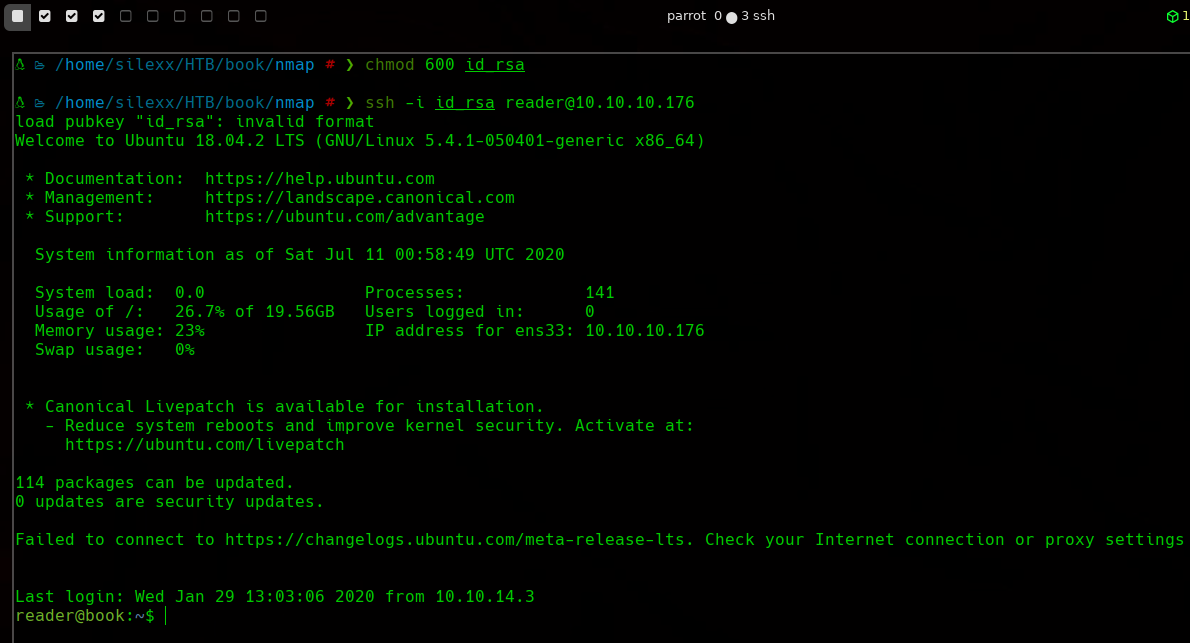 parrot 0 3 ssh
1
/home/silexx/HTB/book/nmap # ❯ chmod 600 id_rsa
/home/silexx/HTB/book/nmap # ❯ ssh -i id_rsa reader@10.10.10.176
load pubkey "id_rsa": invalid format
Welcome to Ubuntu 18.04.2 LTS (GNU/Linux 5.4.1-050401-generic x86_64)
* Documentation: https://help.ubuntu.com
* Management: https://landscape.canonical.com
* Support: https://ubuntu.com/advantage
System information as of Sat Jul 11 00:58:49 UTC 2020
System load: 0.0 Processes: 141
Usage of /: 26.7% of 19.56GB Users logged in: 0
Memory usage: 23% IP address for ens33: 10.10.10.176
Swap usage: 0%
* Canonical Livepatch is available for installation.
- Reduce system reboots and improve kernel security. Activate at:
https://ubuntu.com/livepatch
114 packages can be updated.
0 updates are security updates.
Failed to connect to https://changelogs.ubuntu.com/meta-release-lts. Check your Internet connection or proxy settings
Last login: Wed Jan 29 13:03:06 2020 from 10.10.14.3
reader@book:~$